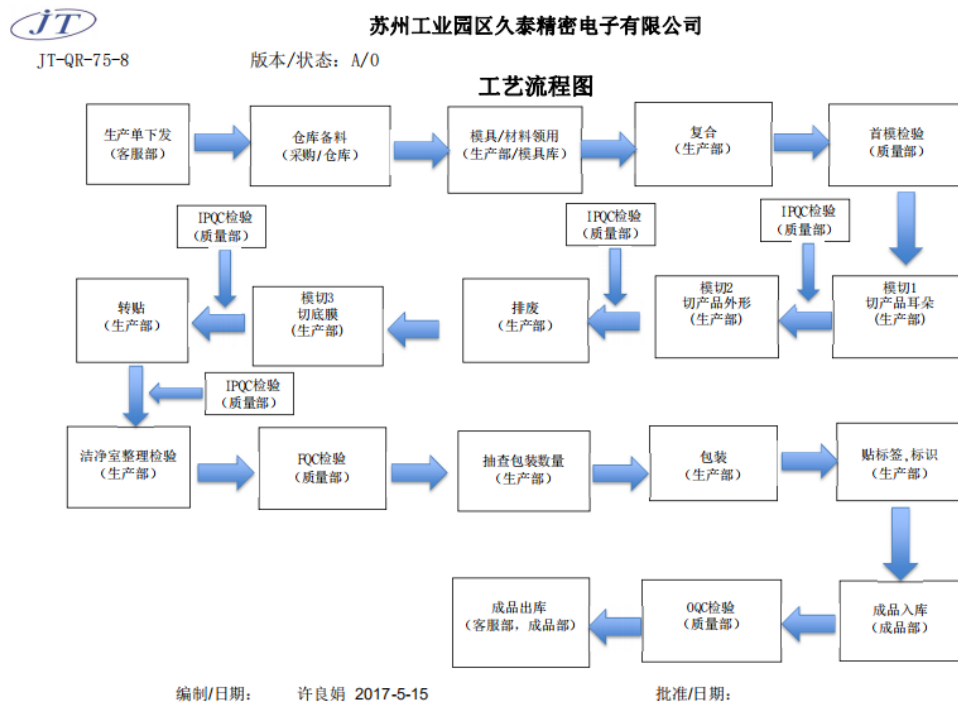 JT
苏州工业园区久泰精密电子有限公司
JT-QR-75-8
版本/状态：A/0
工艺流程图
生产单下发
（客服部）
仓库备料
（采购/仓库）
模具/材料领用
（生产部/模具库）
复合
（生产部）
首模检验
（质量部）
IPQC检验
（质量部）
IPQC检验
（质量部）
IPQC检验
（质量部）
转贴
（生产部）
模切3
切底膜
(生产部)
排废
（生产部）
模切2
切产品外形
(生产部)
模切1
切产品耳朵
(生产部)
IPQC检验
（质量部）
洁净室整理检验
（生产部）
FQC检验
（质量部）
抽查包装数量
（生产部）
包装
（生产部）
贴标签,标识
（生产部）
成品出库
（客服部，成品部）
OQC检验
（质量部）
成品入库
（成品部）
编制/日期：
许良娟 2017-5-15
批准/日期：